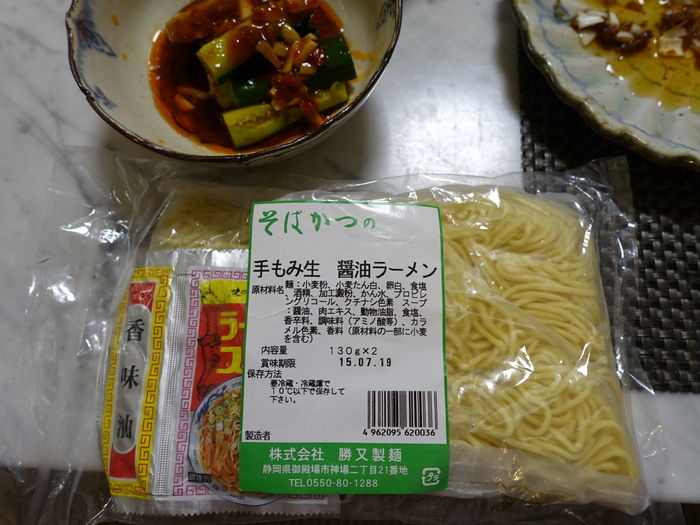 そばかつの
手もみ生 醤油ラーメン
原材料名 麺:小麦粉、小麦たん白、卵白、食塩
、酒精、加工澱粉、かん水、プロピレ
ングリコール、クチナシ色素 スープ
:醤油、肉エキス、動物油脂、食塩、
香辛料、調味料(アミノ酸等)、カラ
メル色素、香料(原材料の一部に小麦
を含む)
内容量 130g×2
賞味期限 15.07.19
保存方法
要冷蔵・冷蔵庫で
10℃以下で保存して
下さい。
4962095620036
製造者
株式会社 勝又製麺
静岡県御殿場市神場二丁目21番地
TEL0550-80-1288
香味油
味の
ラー
ス
調理例